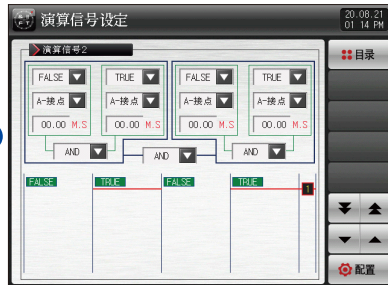 演算信号设定
20.08.21
01 14 PM
演算信号2
目录
FALSE TRUE FALSE TRUE
A-接点 A-接点 A-接点 A-接点
00.00 M.S 00.00 M.S 00.00 M.S 00.00 M.S
AND AND AND
FALSE TRUE FALSE TRUE
1
配置